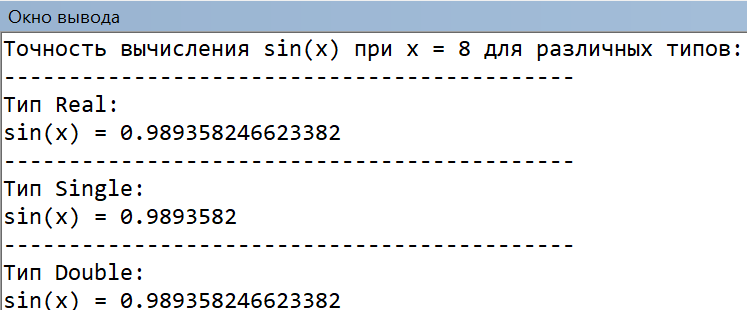 Окно вывода
Точность вычисления sin(x) при x = 8 для различных типов:
--------------------------------------------
Тип Real:
sin(x) = 0.989358246623382
--------------------------------------------
Тип Single:
sin(x) = 0.9893582
--------------------------------------------
Тип Double:
sin(x) = 0.989358246623382